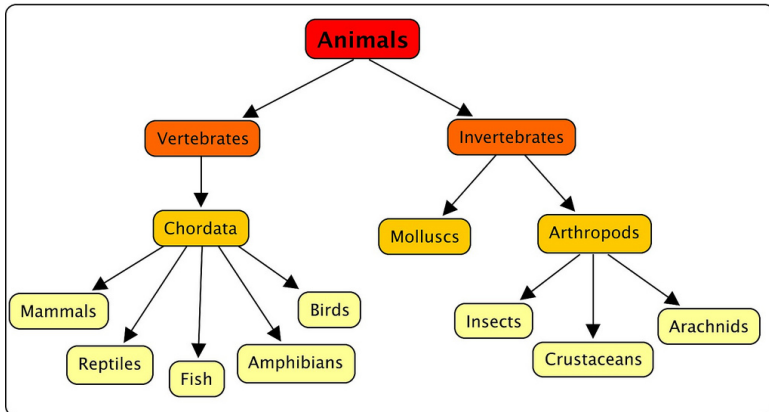 Animals
Vertebrates
Invertebrates
Chordata
Molluscs
Arthropods
Mammals
Reptiles
Fish
Amphibians
Birds
Insects
Crustaceans
Arachnids